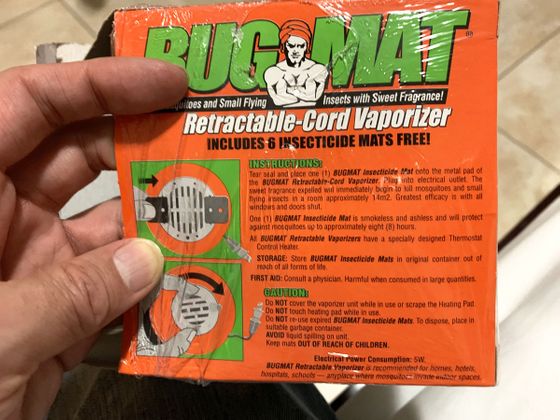 BUG MAT
quitoes and Small Flying Insects with Sweet Fragrance!
Retractable-Cord Vaporizer
INCLUDES 6 INSECTICIDE MATS FREE!
INSTRUCTIONS:
Tear seal and place one (1) BUGMAT Insecticide Mat onto the metal pad of
the BUGMAT Retractable-Cord Vaporizer. Plug into electrical outlet. The
sweet fragrance expelled will immediately begin to kill mosquitoes and small
flying insects in a room approximately 14m2. Greatest efficacy is with all
windows and doors shut.
One (1) BUGMAT Insecticide Mat is smokeless and ashless and will protect
against mosquitoes up to approximately eight (8) hours.
All BUGMAT Retractable Vaporizers have a specially designed Thermostat
Control Heater.
STORAGE: Store BUGMAT Insecticide Mats in original container out of
reach of all forms of life.
FIRST AID: Consult a physician. Harmful when consumed in large quantities.
CAUTION:
Do NOT cover the vaporizer unit while in use or scrape the Heating Pad.
Do NOT touch heating pad while in use.
Do NOT re-use expired BUGMAT Insecticide Mats. To dispose, place in
suitable garbage container.
AVOID liquid spilling on unit.
Keep mats OUT OF REACH OF CHILDREN.
Electrical Power Consumption: 5W.
BUGMAT Retractable Vaporizer is recommended for homes, hotels,
hospitals, schools — anyplace where mosquitoes invade indoor spaces.